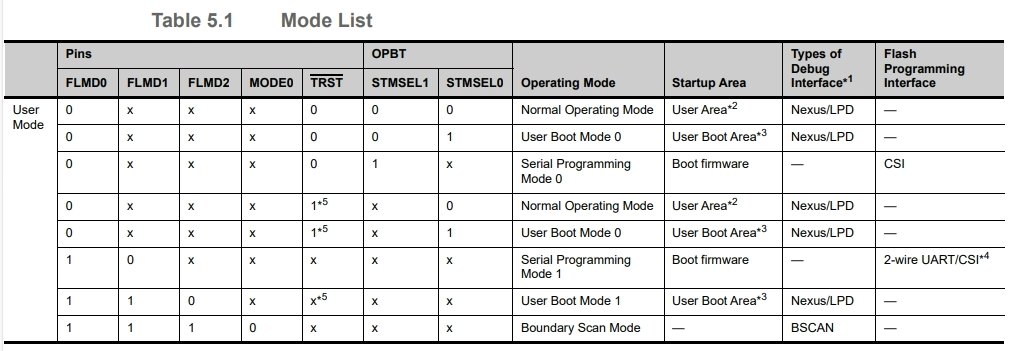 Table 5.1 Mode List
Pins OPBT Operating Mode Startup Area Types of Debug Interface*1 Flash Programming Interface
FLMD0 FLMD1 FLMD2 MODE0 TRST STMSEL1 STMSEL0
User Mode
0 x x x 0 0 0 Normal Operating Mode User Area*2 Nexus/LPD —
0 x x x 0 0 1 User Boot Mode 0 User Boot Area*3 Nexus/LPD —
0 x x x 0 1 x Serial Programming Mode 0 Boot firmware — CSI
0 x x x 1*5 x 0 Normal Operating Mode User Area*2 Nexus/LPD —
0 x x x 1*5 x 1 User Boot Mode 0 User Boot Area*3 Nexus/LPD —
1 0 x x x x x Serial Programming Mode 1 Boot firmware — 2-wire UART/CSI*4
1 1 0 x x*5 x x User Boot Mode 1 User Boot Area*3 Nexus/LPD —
1 1 1 0 x x x Boundary Scan Mode — BSCAN —